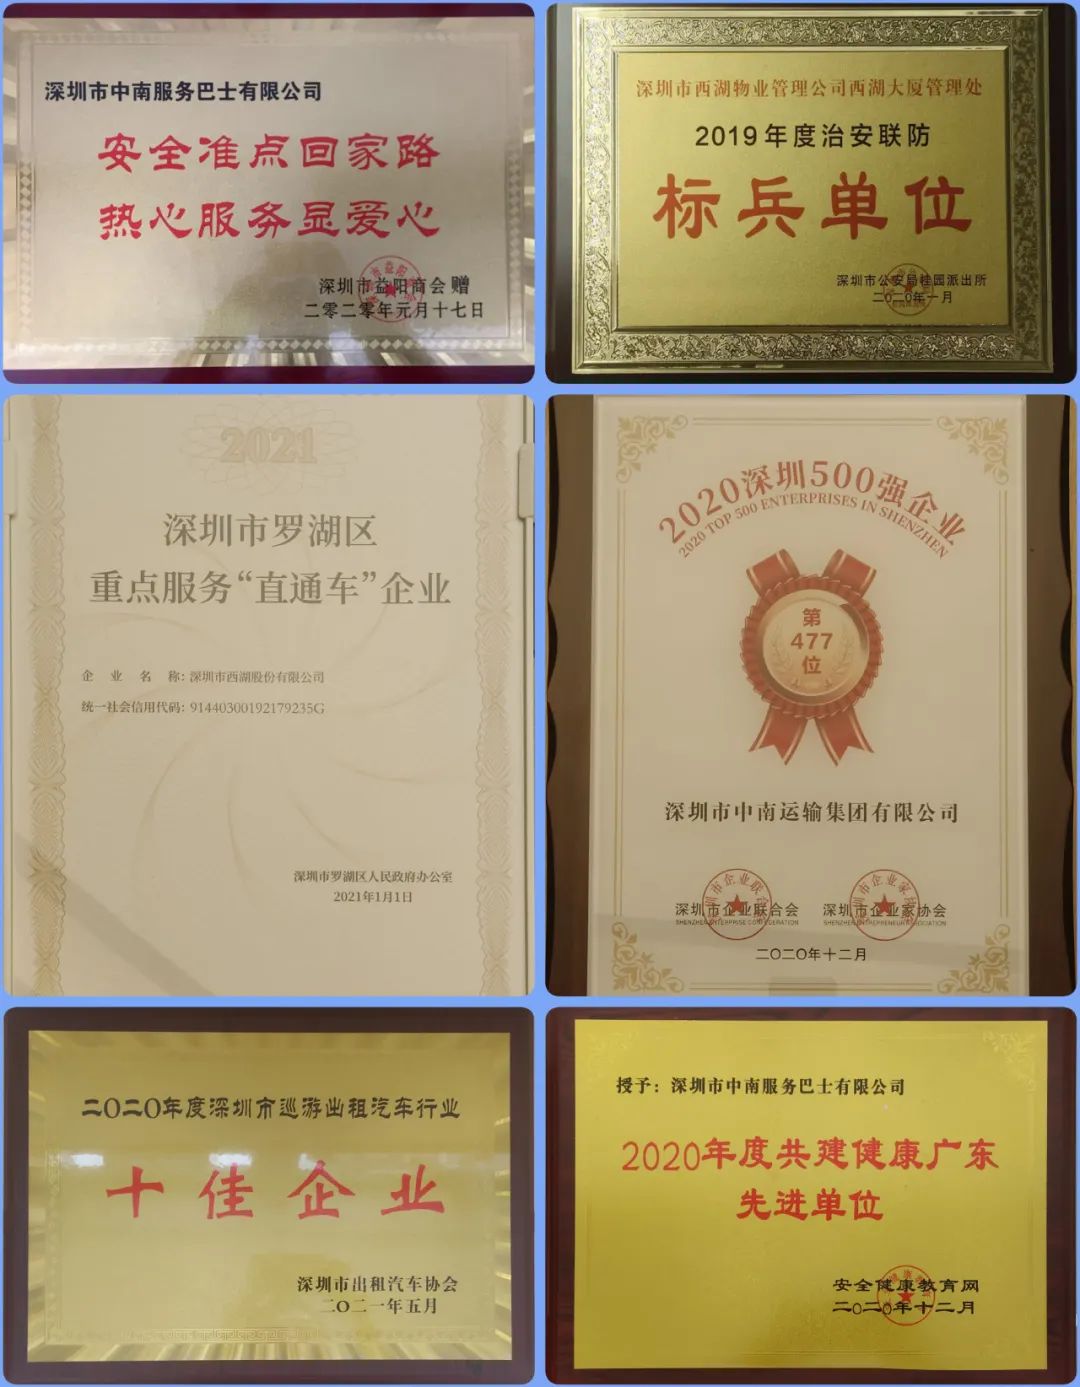 深圳市中南服务巴士有限公司
安全准点回家路
热心服务显爱心
深圳市益阳商会 赠
二零二零年元月十七日
深圳市西湖物业管理公司西湖大厦管理处
2019年度治安联防
标兵单位
深圳市公安局桂园派出所
二〇二〇年一月
2021
深圳市罗湖区
重点服务“直通车”企业
企业名称：深圳市西湖股份有限公司
统一社会信用代码：91440300192179235G
深圳市罗湖区人民政府办公室
2021年1月1日
2020深圳500强企业
2020 TOP 500 ENTERPRISES IN SHENZHEN
第
477
位
深圳市中南运输集团有限公司
深圳市企业联合会 深圳市企业家协会
SHENZHEN ENTERPRISE CONFEDERATION SHENZHEN ENTREPRENEUR ASSOCIATION
二〇二〇年十二月
二〇二〇年度深圳市巡游出租汽车行业
十佳企业
深圳市出租汽车协会
二〇二一年五月
授予：深圳市中南服务巴士有限公司
2020年度共建健康广东
先进单位
安全健康教育网
二〇二〇年十二月